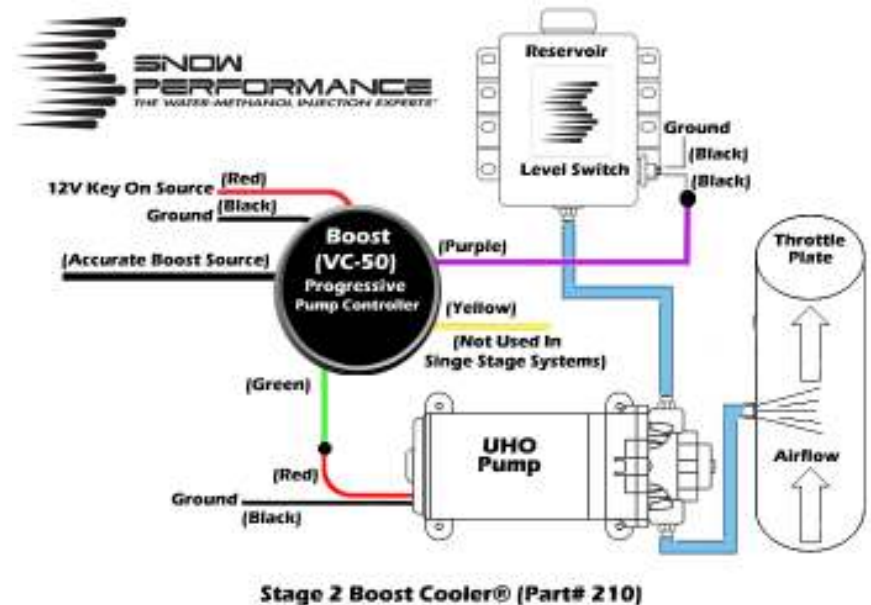 SNOW
PERFORMANCE
THE WATER-METHANOL INJECTION EXPERTS"
Reservoir
Level Switch
Ground
(Black)
(Black)
12V Key On Source
(Red)
Ground
(Black)
(Accurate Boost Source)
Boost
(VC-50)
Progressive
Pump Controller
(Purple)
(Yellow)
(Not Used In
Singe Stage Systems)
(Green)
(Red)
Ground
(Black)
UHO
Pump
Throttle
Plate
Airflow
Stage 2 Boost Cooler® (Part# 210)